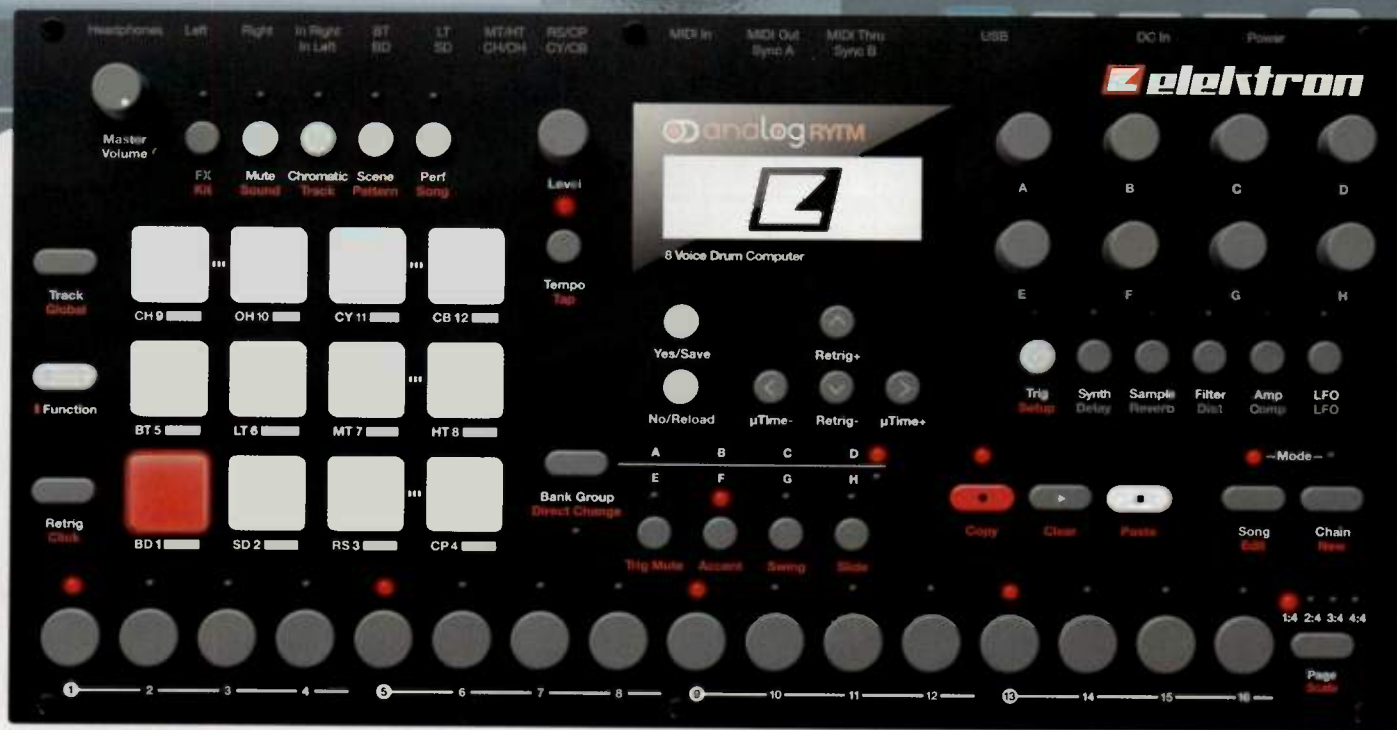 Headphones Left Right In Right BT LT MT/HT RS/CP MIDI In MIDI Out MIDI Thru USB DC In Power
In Left BD SD CH/OH CY/CB Sync A Sync B
elektron
analog RYTM
8 Voice Drum Computer
Master
Volume
FX Mute Chromatic Scene Perf
Kit Sound Track Pattern Song
Level
Tempo
Tap
A B C D
E F G H
Track
Global
CH 9 OH 10 CY 11 CB 12
Function
BT 5 LT 6 MT 7 HT 8
Retrig
Click
BD 1 SD 2 RS 3 CP 4
Yes/Save Retrig+
No/Reload µTime- Retrig- µTime+
Trig Synth Sample Filter Amp LFO
Setup Delay Reverb Dist Comp LFO
A B C D
E F G H
Bank Group
Direct Change
Trig Mute Accent Swing Slide
Copy Clear Paste
Mode
Song Chain
Edit New
1:4 2:4 3:4 4:4
Page
Scale
1 2 3 4 5 6 7 8 9 10 11 12 13 14 15 16